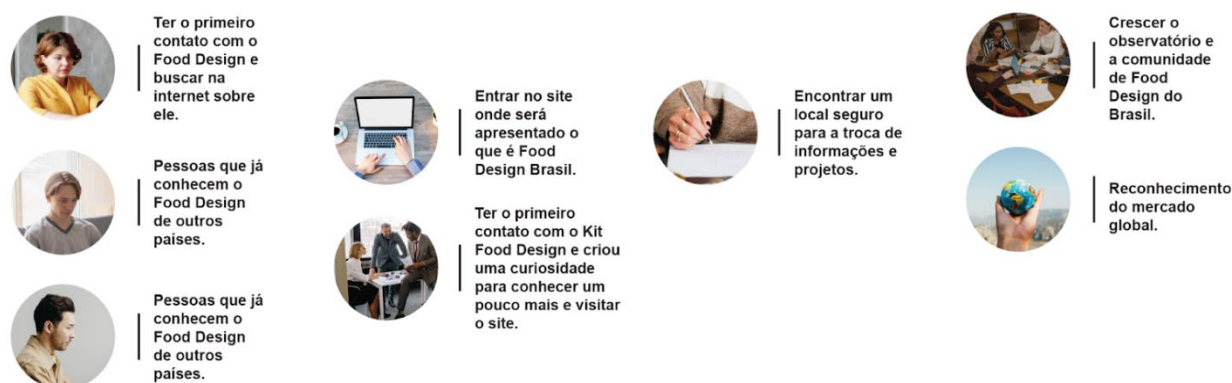 Ter o primeiro
contato com o
Food Design e
buscar na
internet sobre
ele.
Pessoas que já
conhecem o
Food Design
de outros
países.
Pessoas que já
conhecem o
Food Design
de outros
países.
Entrar no site
onde será
apresentado o
que é Food
Design Brasil.
Ter o primeiro
contato com o Kit
Food Design e criou
uma curiosidade
para conhecer um
pouco mais e visitar
o site.
Encontrar um
local seguro
para a troca de
informações e
projetos.
Crescer o
observatório e
a comunidade
de Food
Design do
Brasil.
Reconhecimento
do mercado
global.